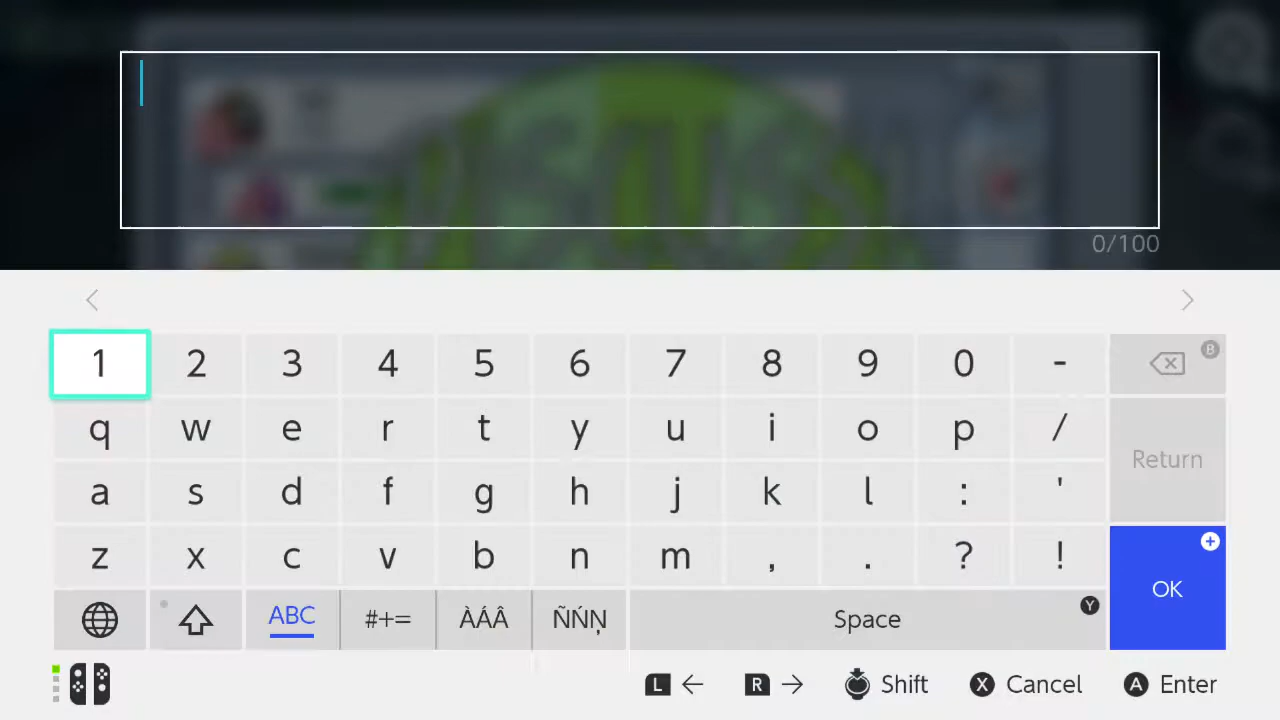 0/100
1 2 3 4 5 6 7 8 9 0 -
q w e r t y u i o p /
a s d f g h j k l : '
z x c v b n m , . ? !
B
Return
+
OK
ABC #+= ÀÁÂ ÑŃŅ Space Y
L ← R → Shift X Cancel A Enter